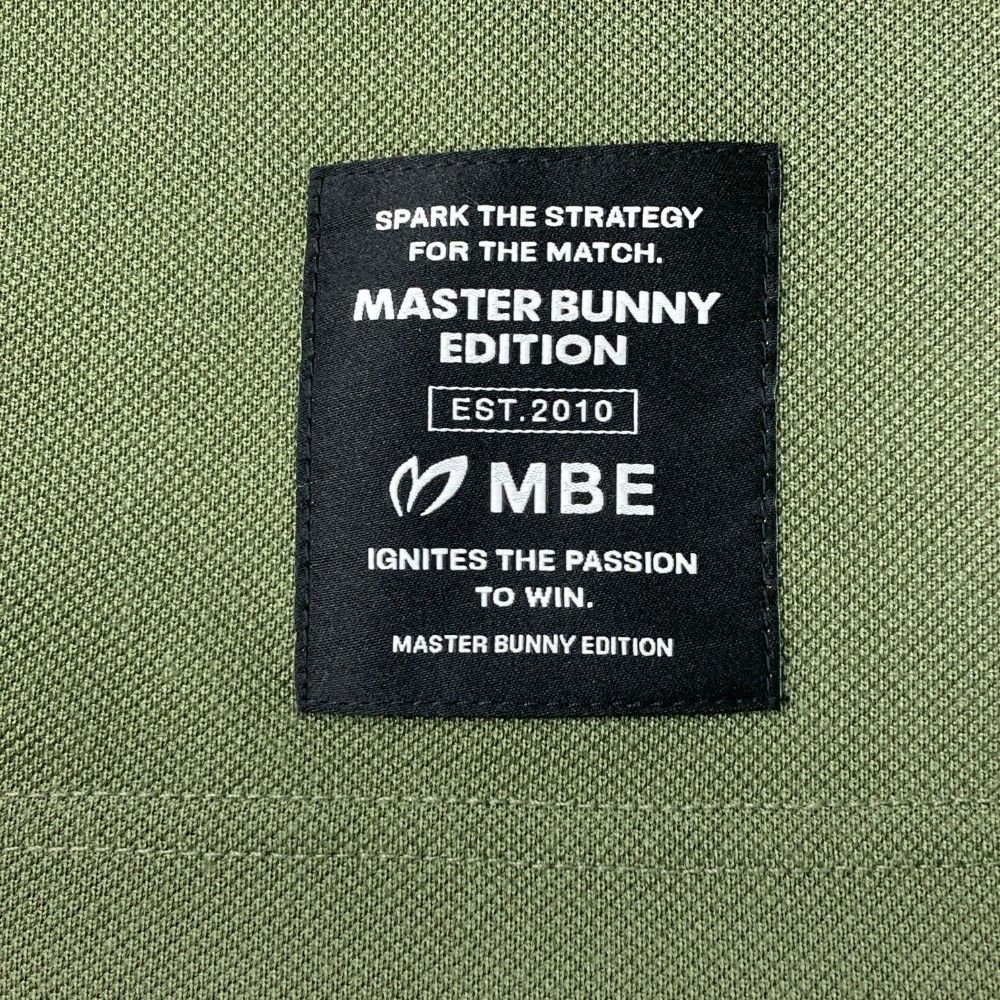 SPARK THE STRATEGY
FOR THE MATCH.
MASTER BUNNY
EDITION
EST.2010
MBE
IGNITES THE PASSION
TO WIN.
MASTER BUNNY EDITION